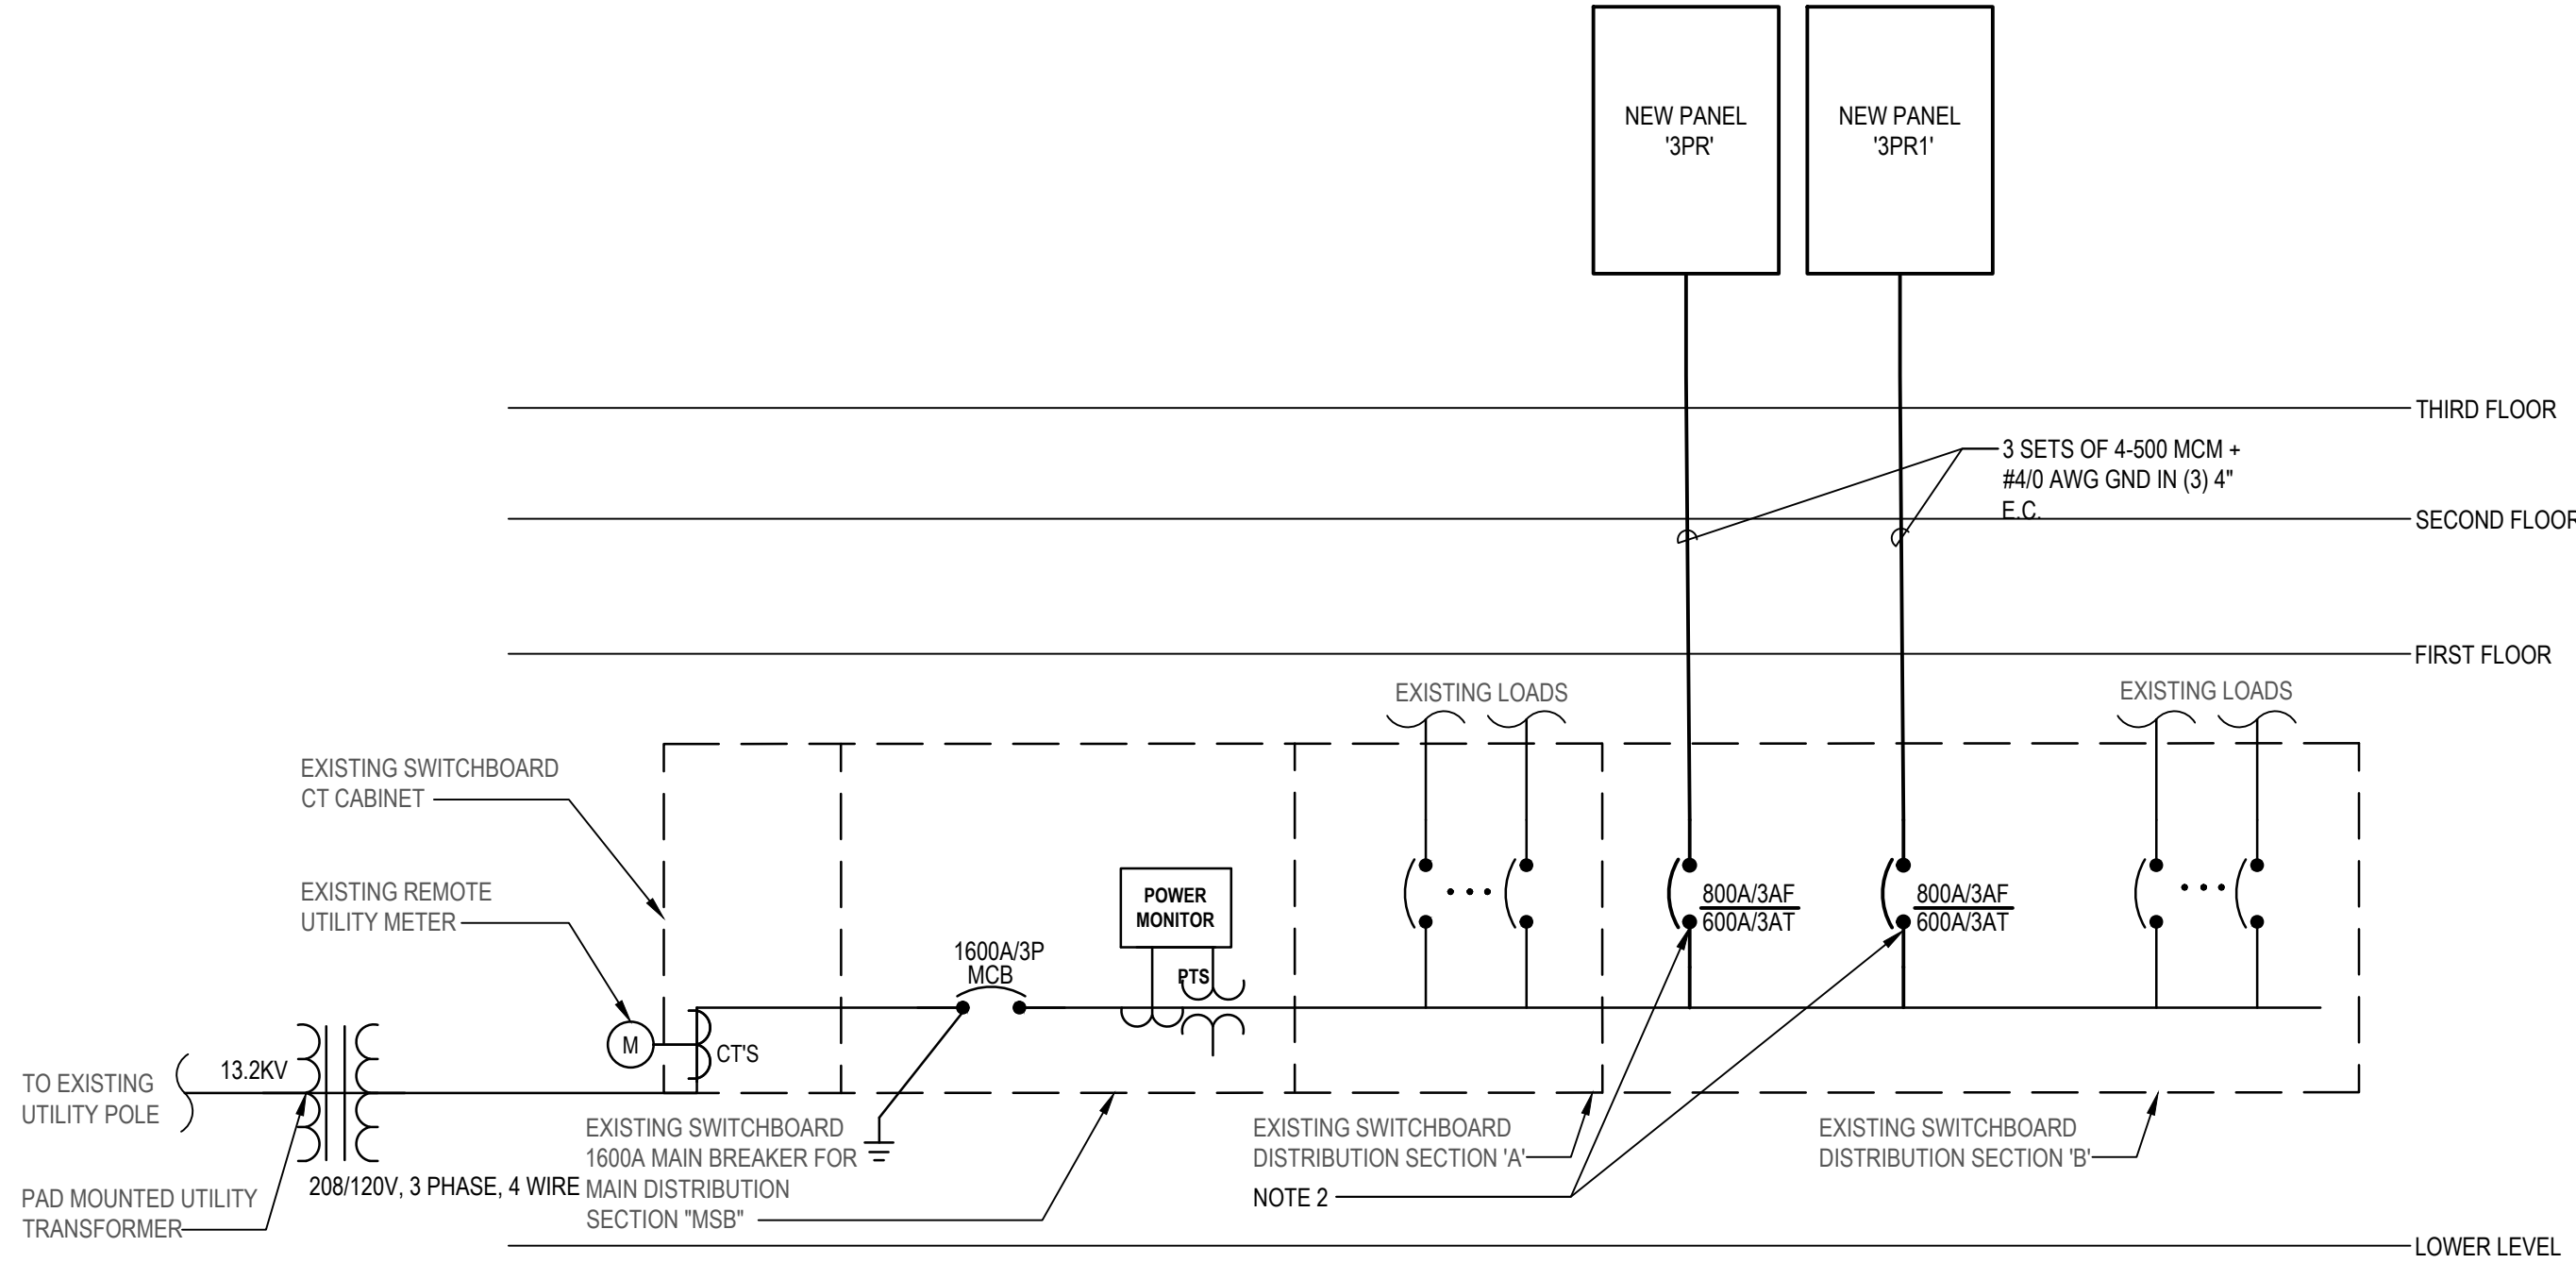 NEW PANEL
'3PR'
NEW PANEL
'3PR1'
THIRD FLOOR
3 SETS OF 4-500 MCM +
#4/0 AWG GND IN (3) 4"
E.C.
SECOND FLOOR
FIRST FLOOR
EXISTING LOADS
EXISTING LOADS
EXISTING SWITCHBOARD
CT CABINET
EXISTING REMOTE
UTILITY METER
POWER
MONITOR
800A/3AF
600A/3AT
800A/3AF
600A/3AT
1600A/3P
MCB
PTS
M
CT'S
13.2KV
TO EXISTING
UTILITY POLE
208/120V, 3 PHASE, 4 WIRE
PAD MOUNTED UTILITY
TRANSFORMER
EXISTING SWITCHBOARD
1600A MAIN BREAKER FOR
MAIN DISTRIBUTION
SECTION "MSB"
EXISTING SWITCHBOARD
DISTRIBUTION SECTION 'A'
NOTE 2
EXISTING SWITCHBOARD
DISTRIBUTION SECTION 'B'
LOWER LEVEL